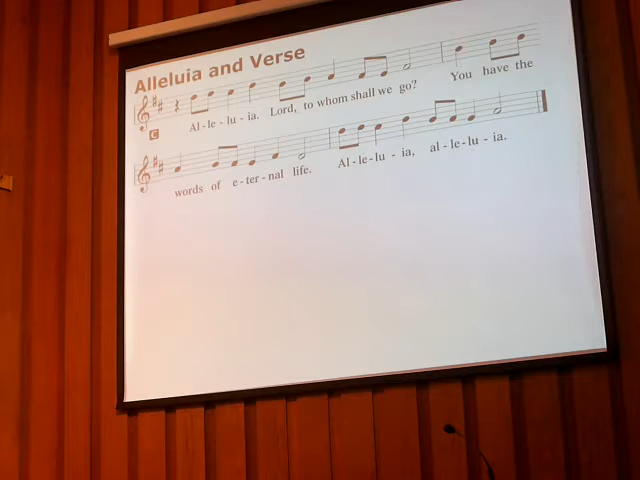 Alleluia and Verse
C
Al - le - lu - ia. Lord, to whom shall we go? You have the
words of e - ter - nal life. Al - le - lu - ia, al - le - lu - ia.